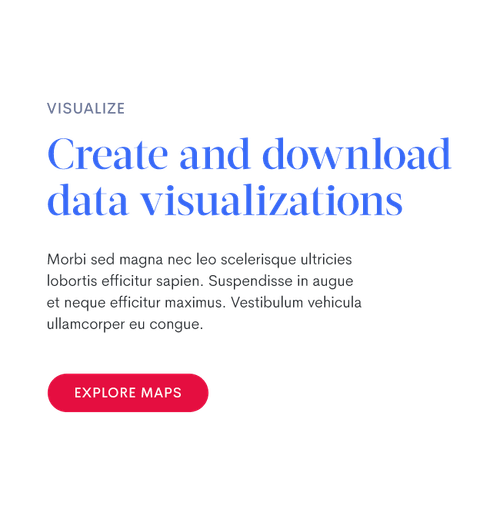 VISUALIZE
Create and download
data visualizations
Morbi sed magna nec leo scelerisque ultricies
lobortis efficitur sapien. Suspendisse in augue
et neque efficitur maximus. Vestibulum vehicula
ullamcorper eu congue.
EXPLORE MAPS